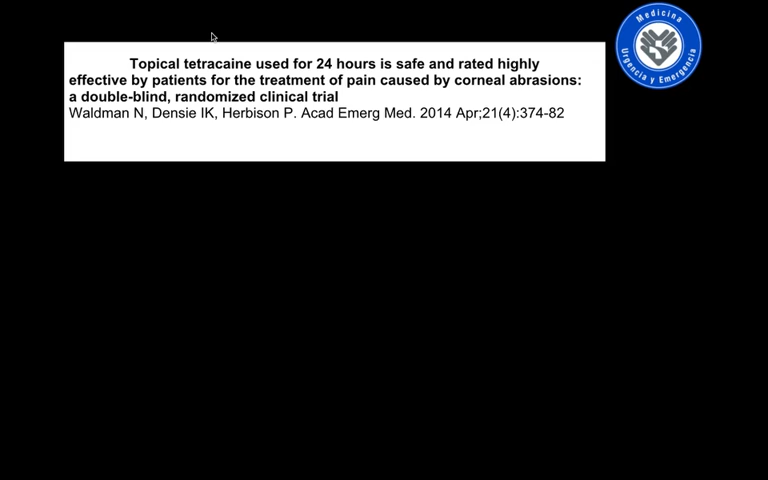 Topical tetracaine used for 24 hours is safe and rated highly
effective by patients for the treatment of pain caused by corneal abrasions:
a double-blind, randomized clinical trial
Waldman N, Densie IK, Herbison P. Acad Emerg Med. 2014 Apr;21(4):374-82
Medicina
Urgencia y Emergencia